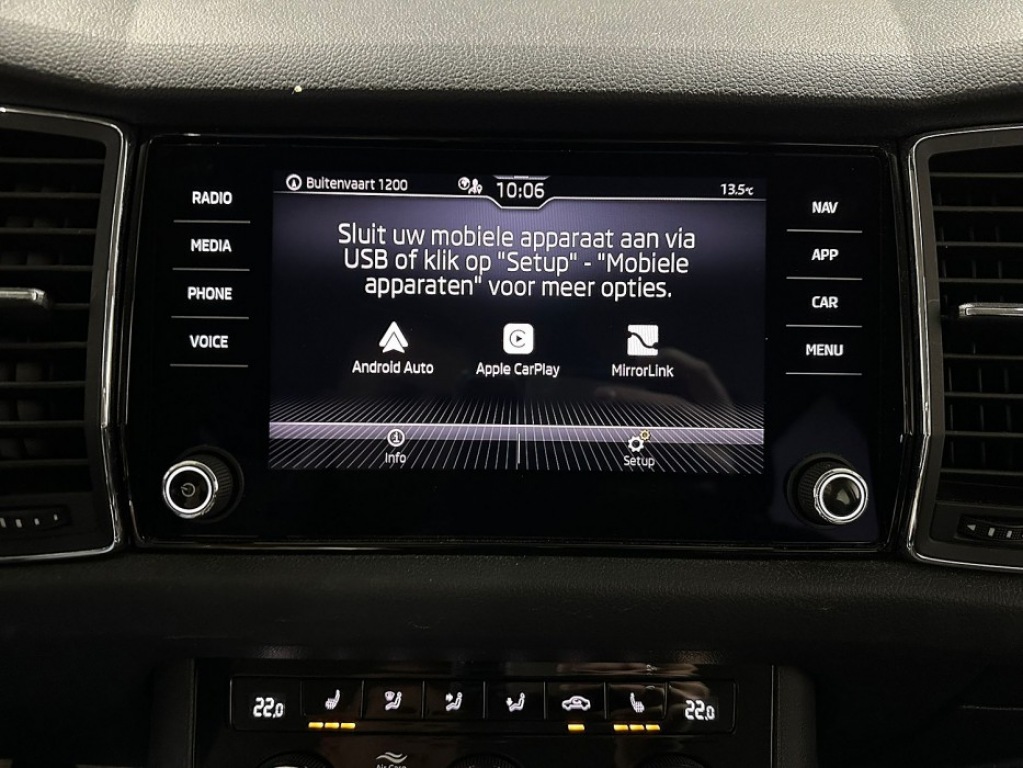 Buitenvaart 1200
10:06
13.5°C
RADIO
MEDIA
PHONE
VOICE
Sluit uw mobiele apparaat aan via
USB of klik op "Setup" - "Mobiele
apparaten" voor meer opties.
Android Auto
Apple CarPlay
MirrorLink
Info
Setup
NAV
APP
CAR
MENU
22.0
22.0
Air Care